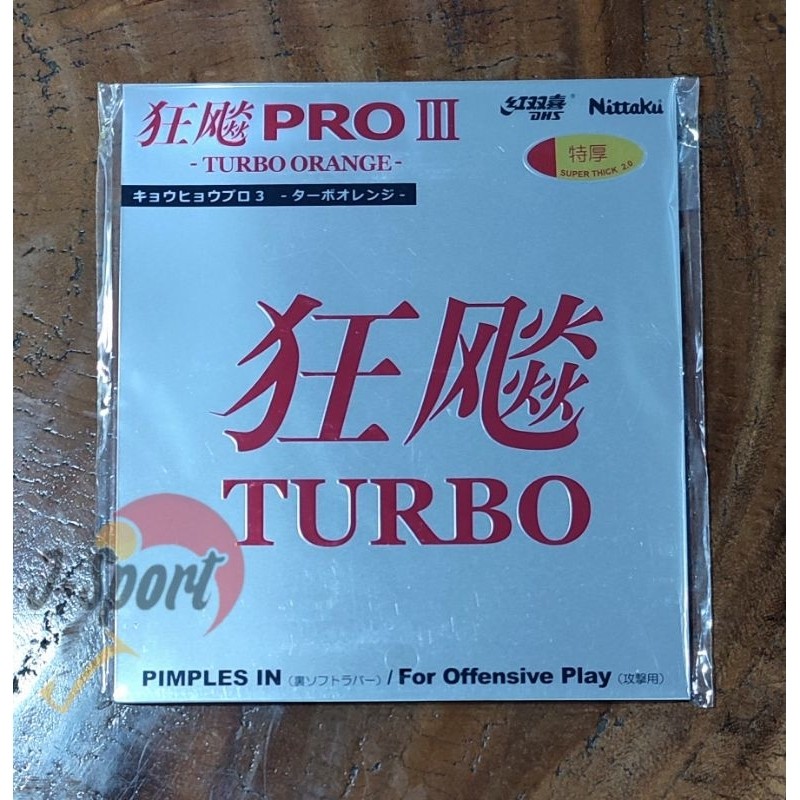 狂飚 PRO III
红双喜® DHS Nittaku
- TURBO ORANGE -
特厚
SUPER THICK 2.0
キョウヒョウプロ3 - ターボオレンジ -
狂飚
TURBO
J-Sport
PIMPLES IN（裏ソフトラバー）/ For Offensive Play（攻撃用）